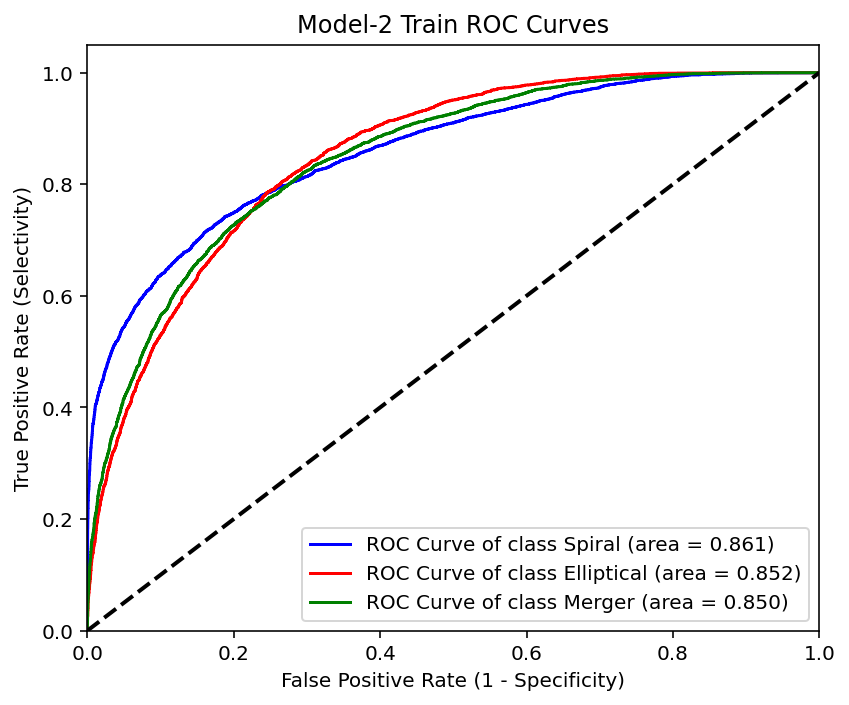 Model-2 Train ROC Curves
1.0
0.8
0.6
0.4
0.2
0.0
True Positive Rate (Selectivity)
ROC Curve of class Spiral (area = 0.861)
ROC Curve of class Elliptical (area = 0.852)
ROC Curve of class Merger (area = 0.850)
0.0 0.2 0.4 0.6 0.8 1.0
False Positive Rate (1 - Specificity)